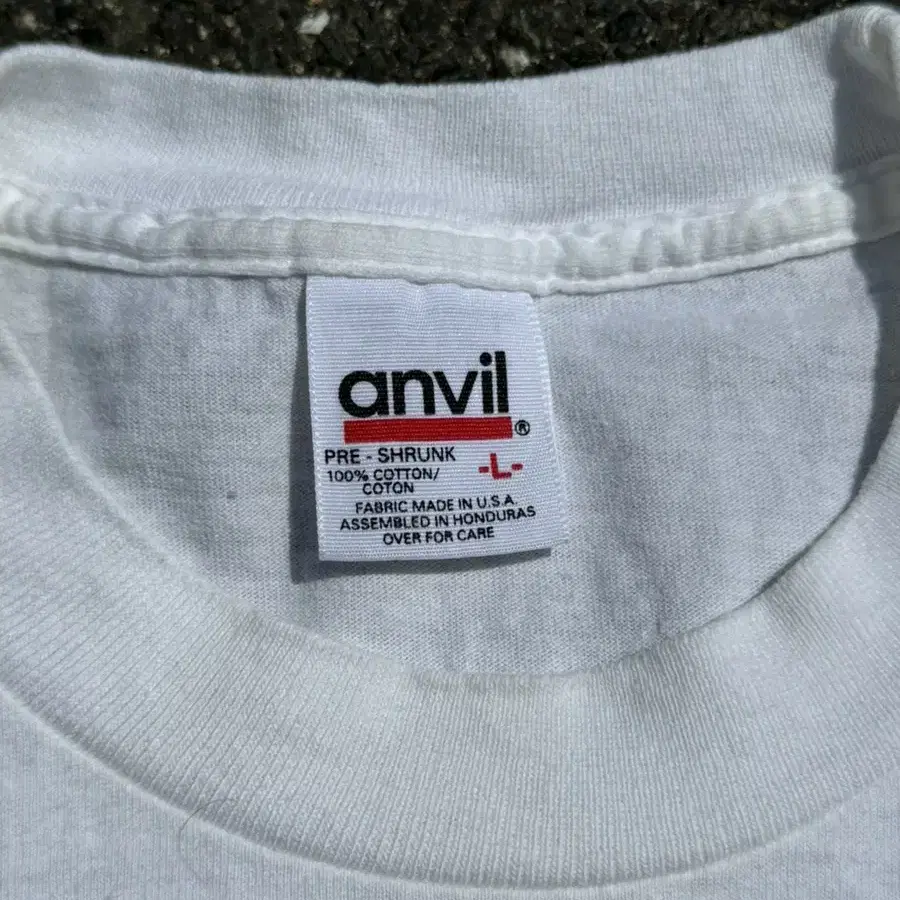 anvil®
PRE - SHRUNK
-L-
100% COTTON/
COTON
FABRIC MADE IN U.S.A.
ASSEMBLED IN HONDURAS
OVER FOR CARE